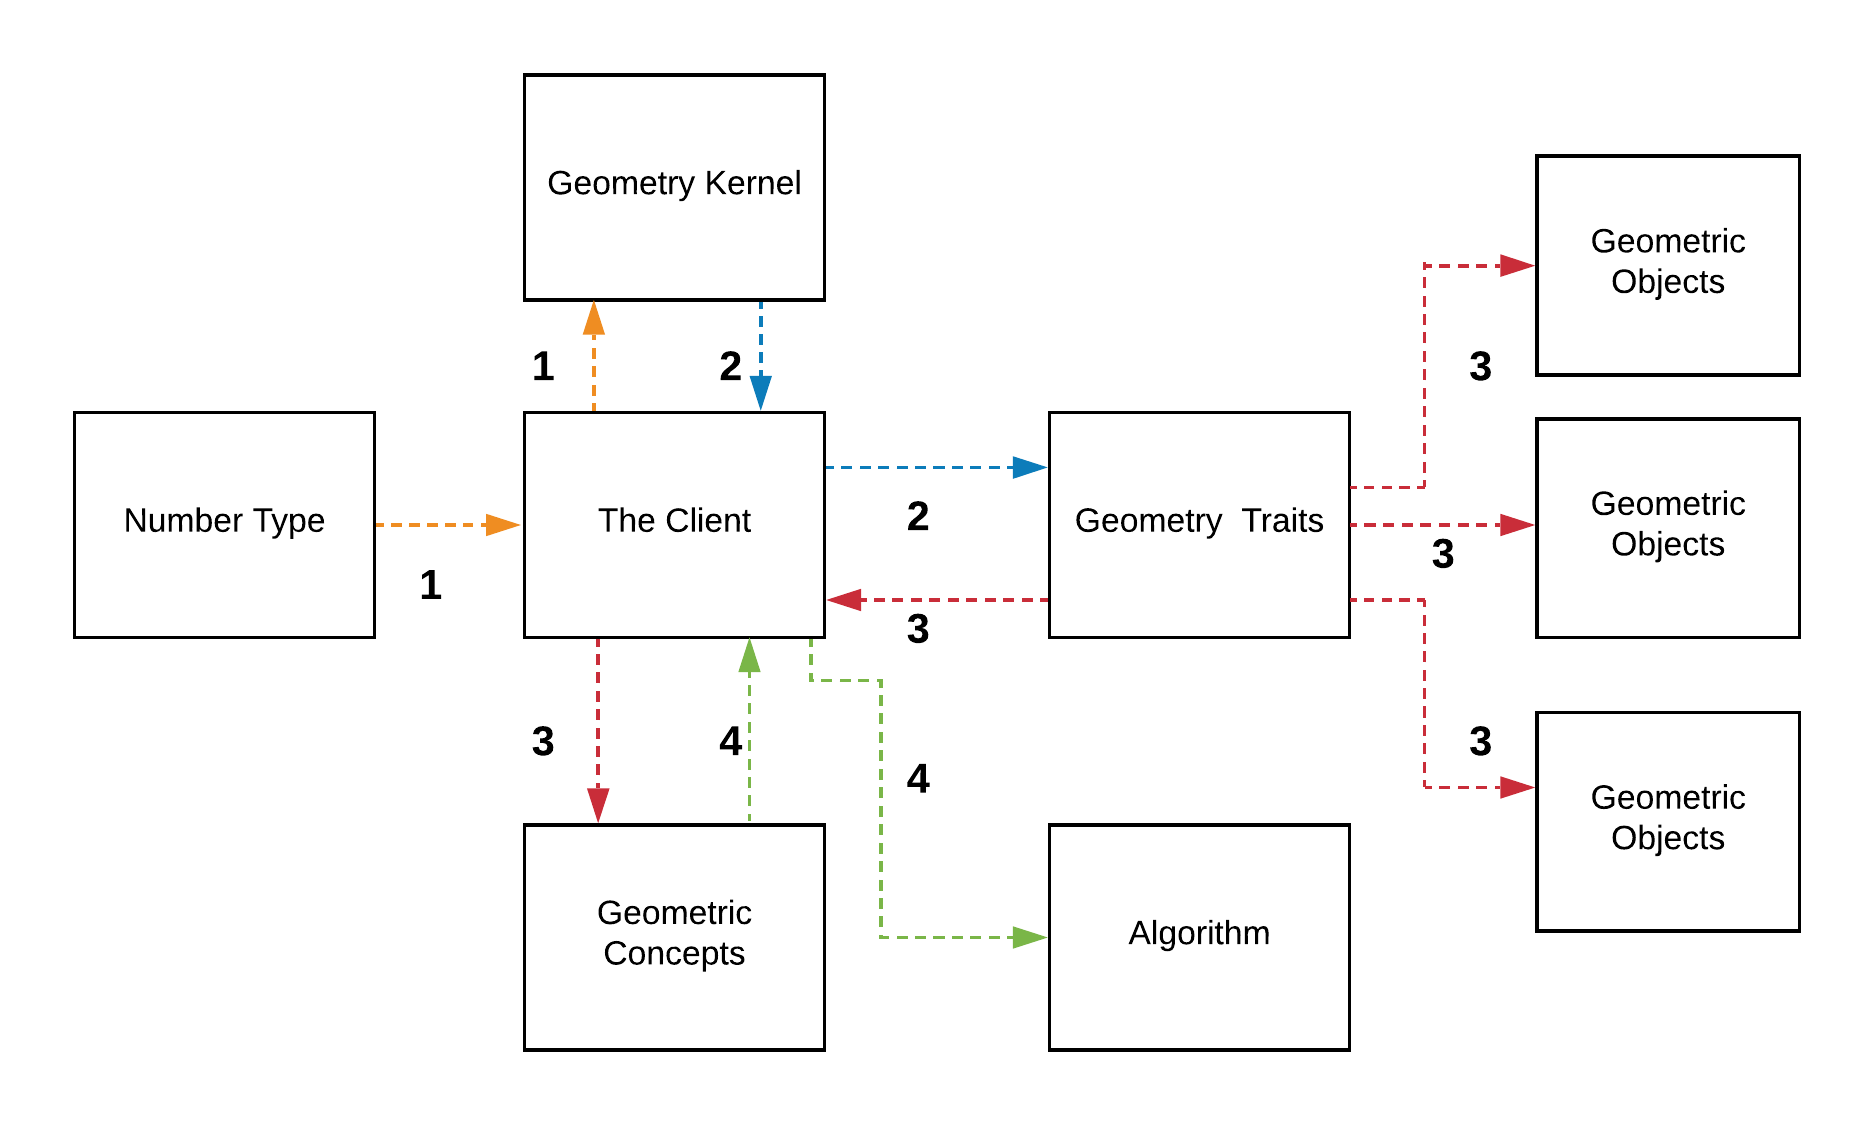 Geometry Kernel
Geometric
Objects
1
2
3
Number Type
The Client
Geometry  Traits
Geometric
Objects
2
3
1
3
3
4
3
4
Geometric
Objects
Geometric
Concepts
Algorithm